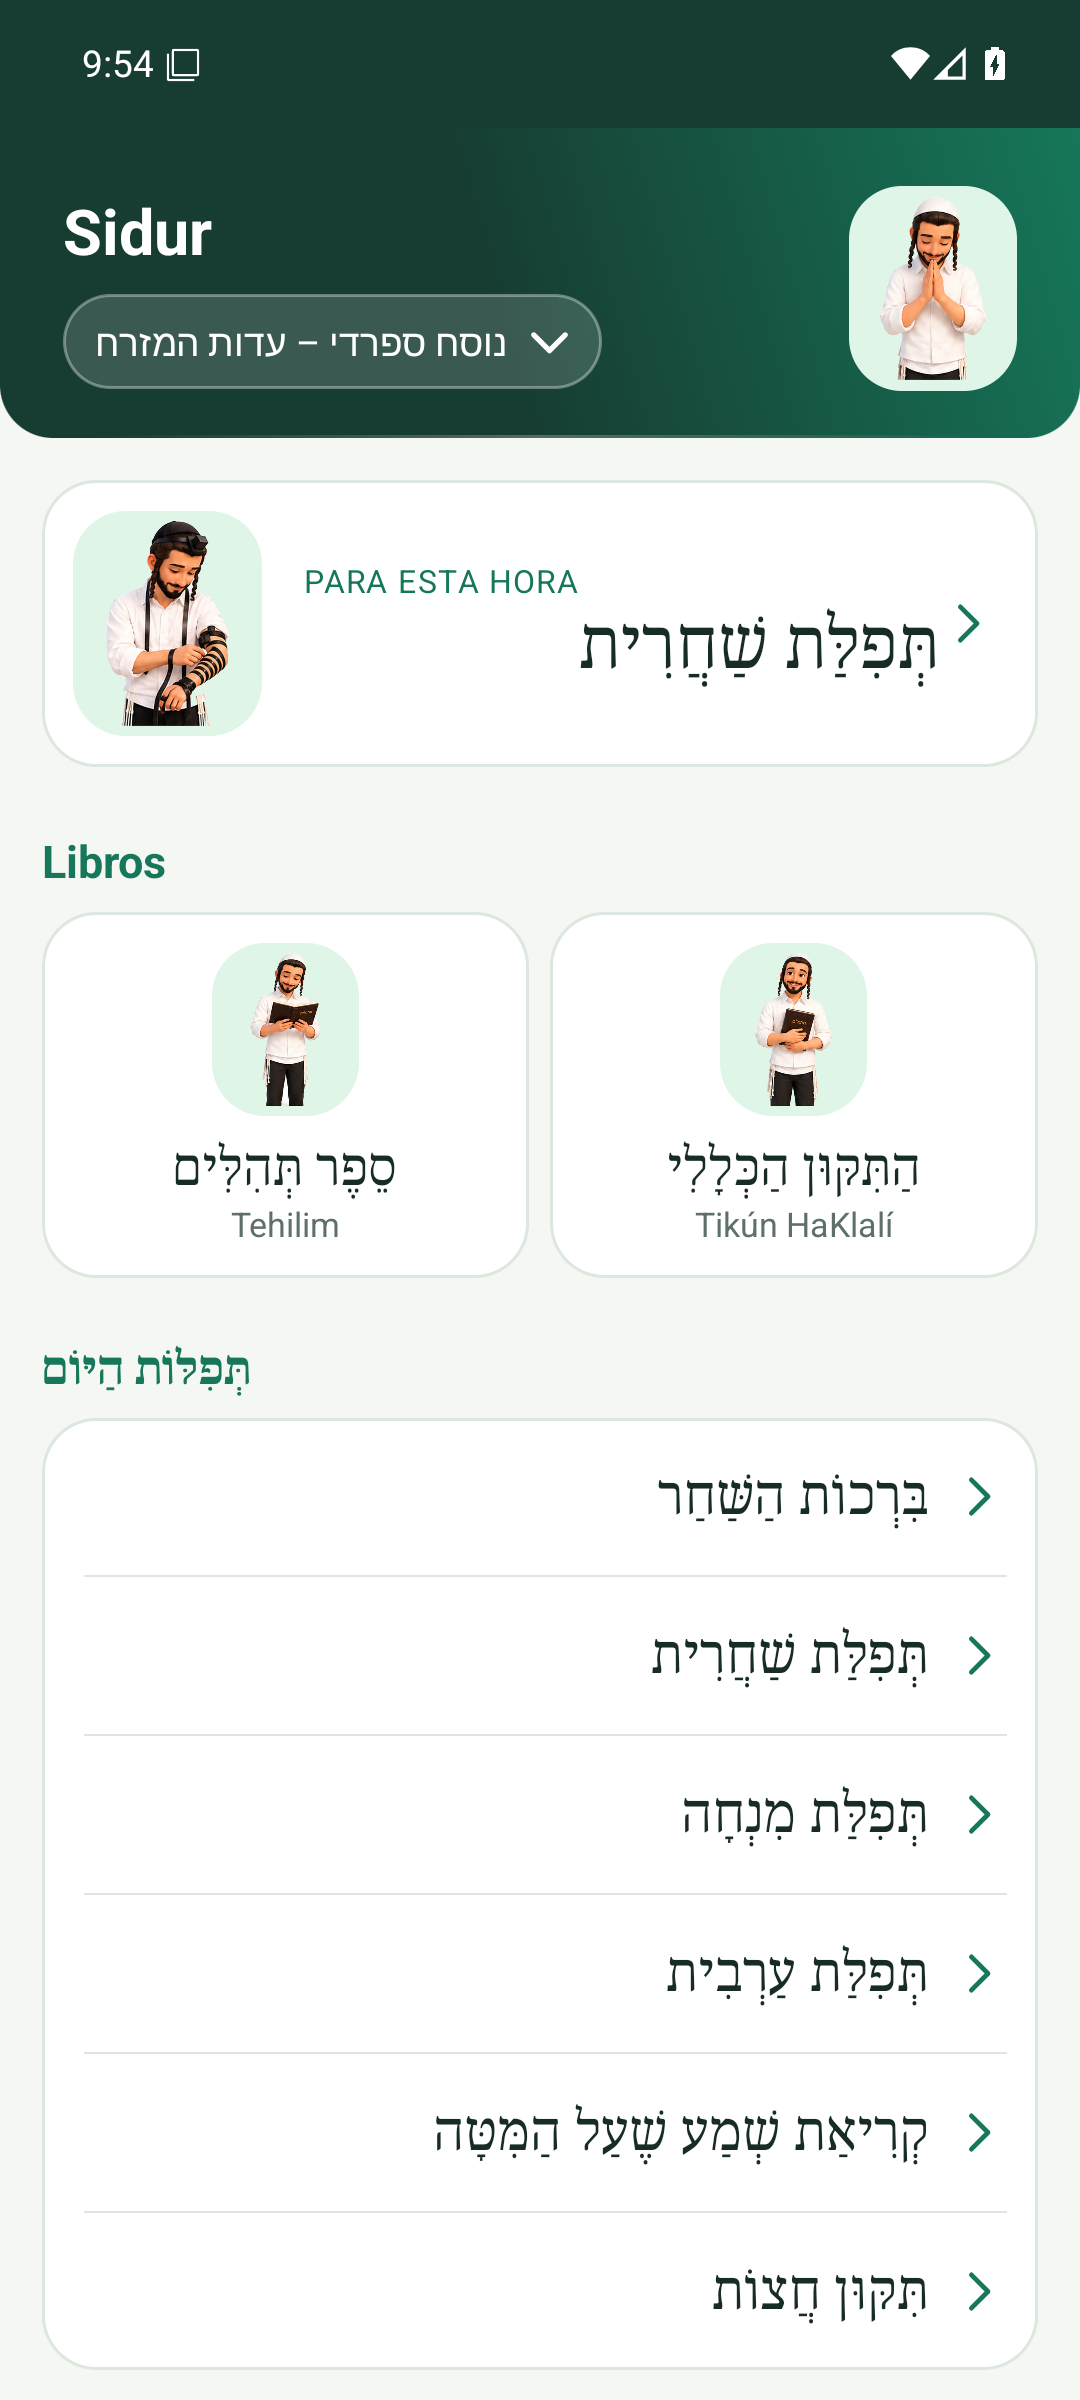 9:54
Sidur
נוסח ספרדי – עדות המזרח
PARA ESTA HORA
תְּפִלַּת שַׁחֲרִית
Libros
סֵפֶר תְּהִלִּים
Tehilim
הַתִּקּוּן הַכְּלָלִי
Tikún HaKlalí
תְּפִלּוֹת הַיּוֹם
בִּרְכוֹת הַשַּׁחַר
תְּפִלַּת שַׁחֲרִית
תְּפִלַּת מִנְחָה
תְּפִלַּת עַרְבִית
קְרִיאַת שְׁמַע שֶׁעַל הַמִּטָּה
תִּקּוּן חֲצוֹת